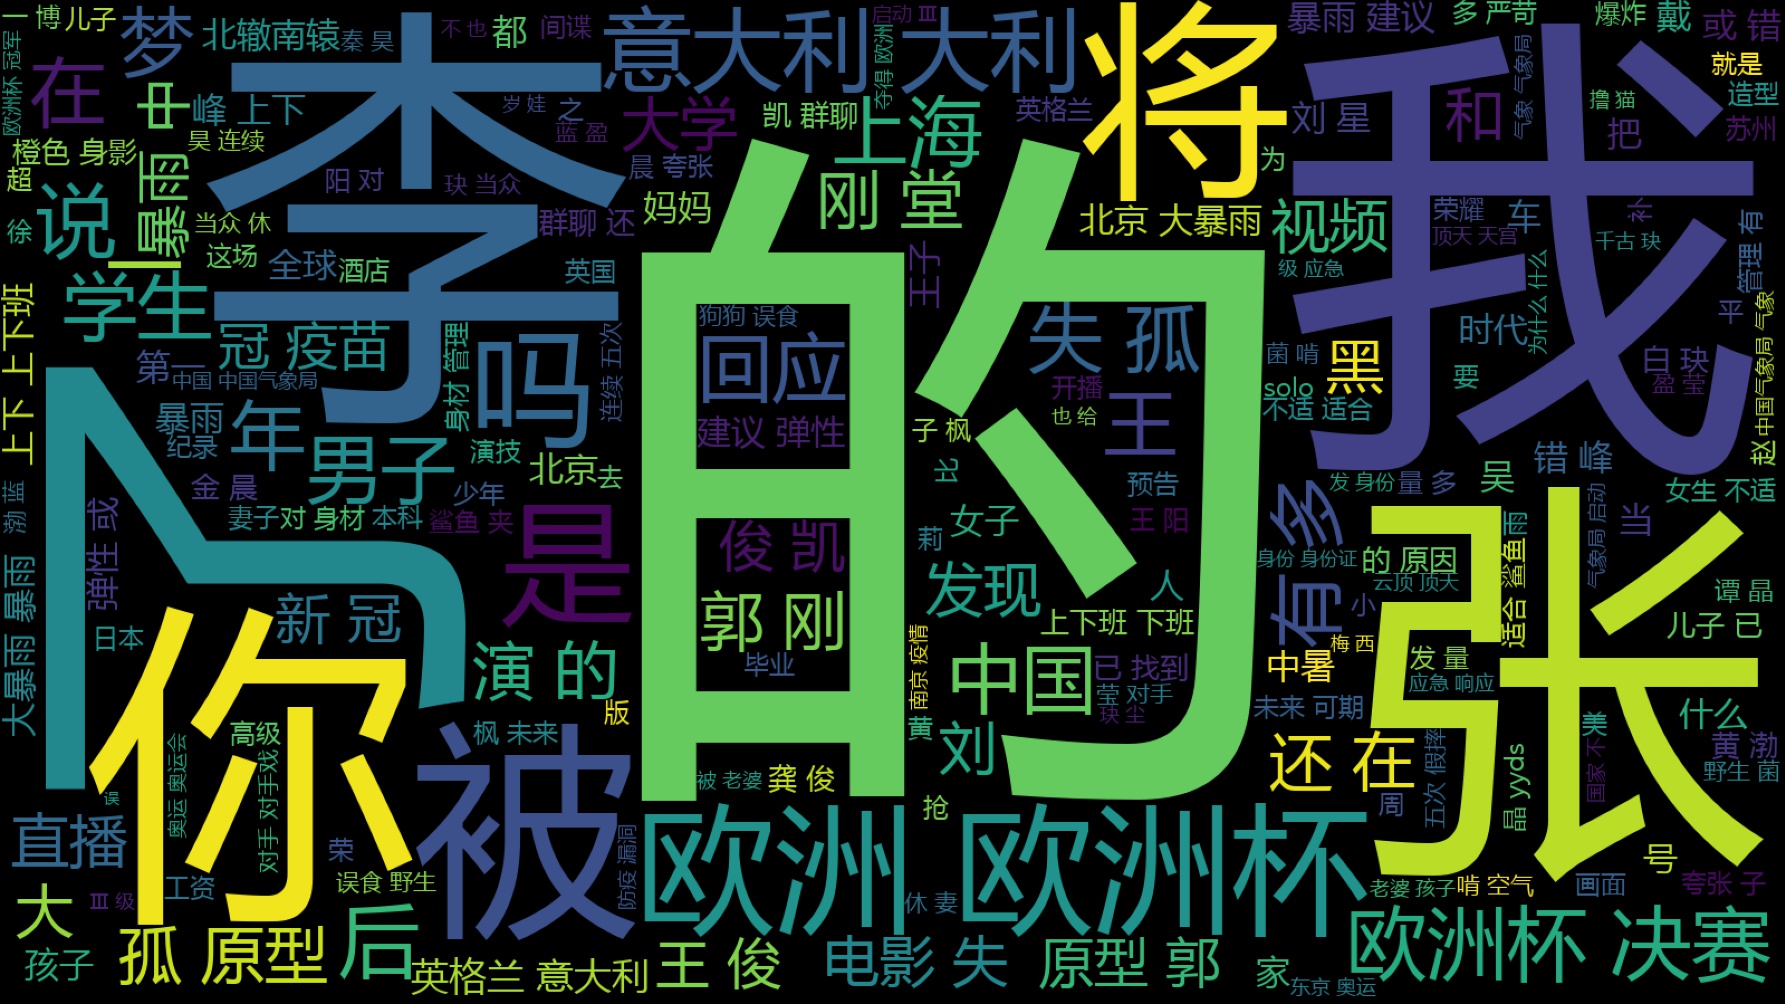 一 博
儿子
梦
北辙南辕
秦 昊
不 也
都
间谍
意大利
启动 III
大利
将
暴雨 建议
多 严苛
爆炸
戴
或 错
欧洲杯 冠军
在
中
峰 上下
李
岁 娃
之
蓝 盈
大学
凯 群聊
夺得 欧洲
上海
英格兰
刘 星
我
和
气象 气象局
撸 猫
把
就是
造型
苏州
橙色 身影
昊 连续
超
说
暴雨
阳 对
玦 当众
晨 夸张
妈妈
刚 堂
为
徐
当众 休
这场
群聊 还
北京 大暴雨
视频
荣耀
车
补
顶天 天宫
千古 玦
管理 有
学生
一
全球
酒店
英国
王子
级 应急
为什么 什么
平
上下 上下班
冠 疫苗
身材 管理
吗
连续 五次
的
狗狗 误食
回应
失 孤
时代
黑
白 玦
盈 莹
中国气象局 气象
第一
中国 中国气象局
菌 啃
开播
solo
不适 适合
要
建议 弹性
也 给
王
暴雨
纪录
年
男子
演技
北京
去
子 枫
比
预告
错 峰
赵
金 晨
少年
发 身份
量 多
吴
女生 不适
渤 蓝
妻子
对 身材
本科
鲨鱼 夹
是
俊 凯
莉
女子
王 阳
多
张
雨
气象局 启动
当
弹性 或
大暴雨 暴雨
身份 身份证
的 原因
云顶 顶天
适合 鲨鱼
谭 晶
日本
新 冠
郭 刚
发现
人
有
小
上下班 下班
儿子 已
你
演 的
毕业
南京 疫情
中国
已 找到
莹 对手
玦 尘
中暑
梅 西
发 量
应急 响应
版
未来 可期
美
什么
高级
枫 未来
黄
刘
还 在
黄 渤
野生 菌
奥运 奥运会
对手 对手戏
被
被 老婆
龚 俊
五次 假摔
晶 yyds
国家 不
误
直播
荣
抢
周
欧洲
欧洲杯
号
防疫 漏洞
大
III 级
工资
误食 野生
休 妻
老婆 孩子
啃 空气
画面
夸张 子
孩子
孤 原型
后
英格兰 意大利
王 俊
电影 失
原型 郭
家
东京 奥运
欧洲杯 决赛